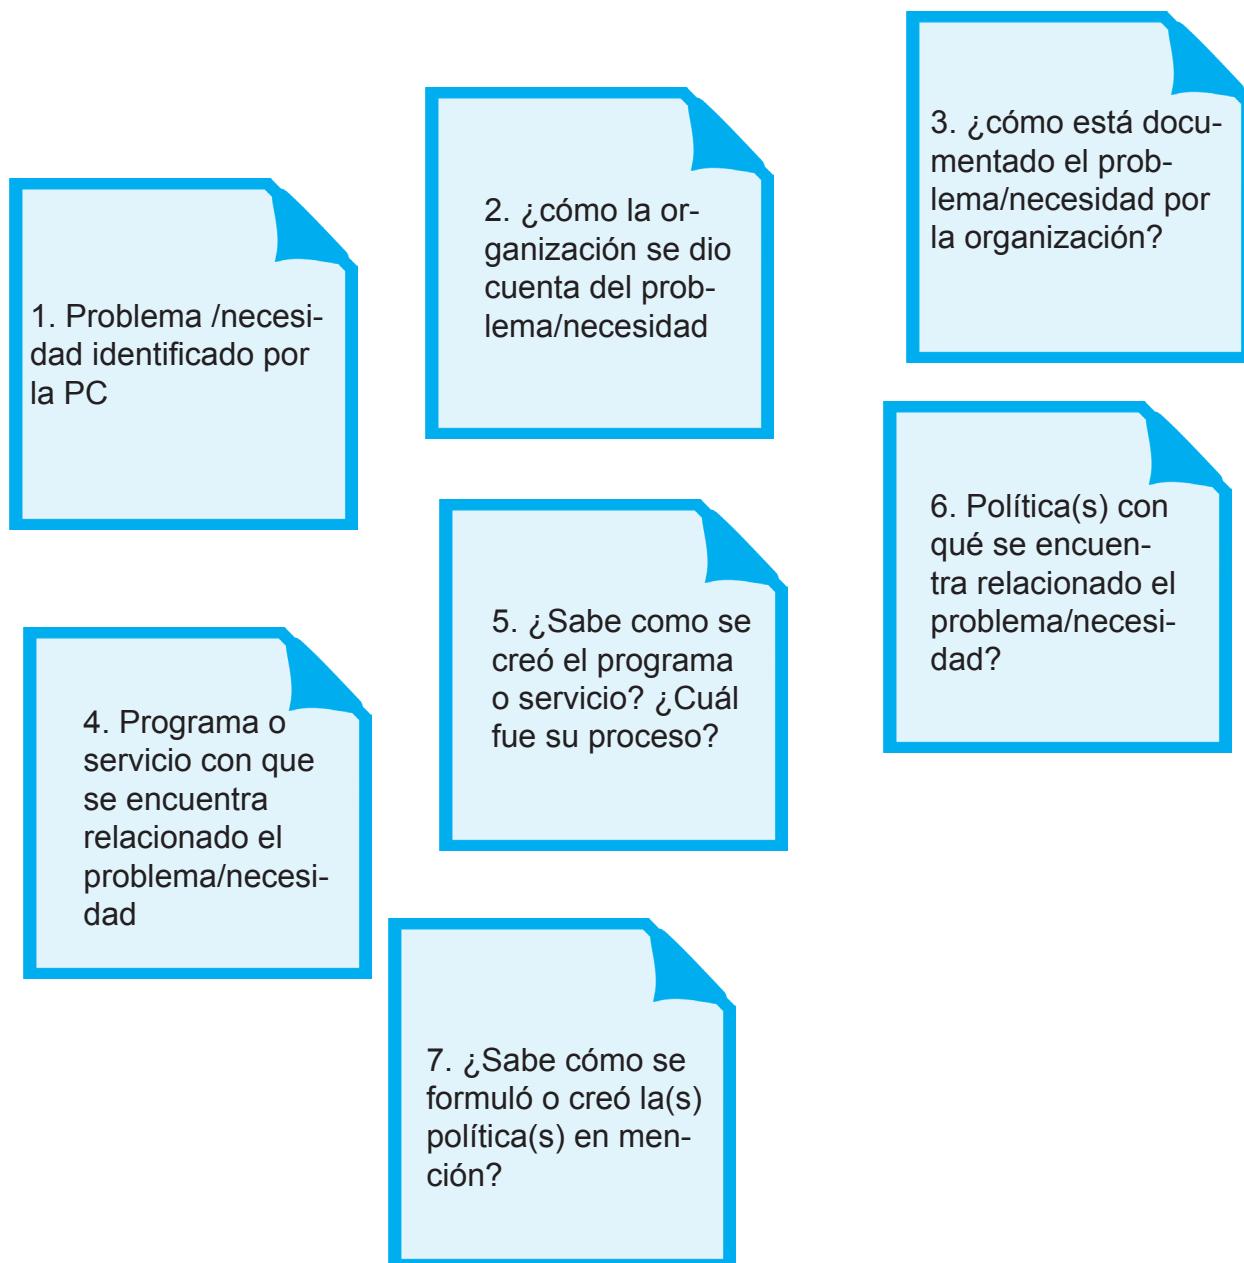 1. Problema /necesi-
dad identificado por
la PC
2. ¿cómo la or-
ganización se dio
cuenta del prob-
lema/necesidad
3. ¿cómo está docu-
mentado el prob-
lema/necesidad por
la organización?
4. Programa o
servicio con que
se encuentra
relacionado el
problema/necesi-
dad
5. ¿Sabe como se
creó el programa
o servicio? ¿Cuál
fue su proceso?
6. Política(s) con
qué se encuen-
tra relacionado el
problema/necesi-
dad?
7. ¿Sabe cómo se
formuló o creó la(s)
política(s) en men-
ción?